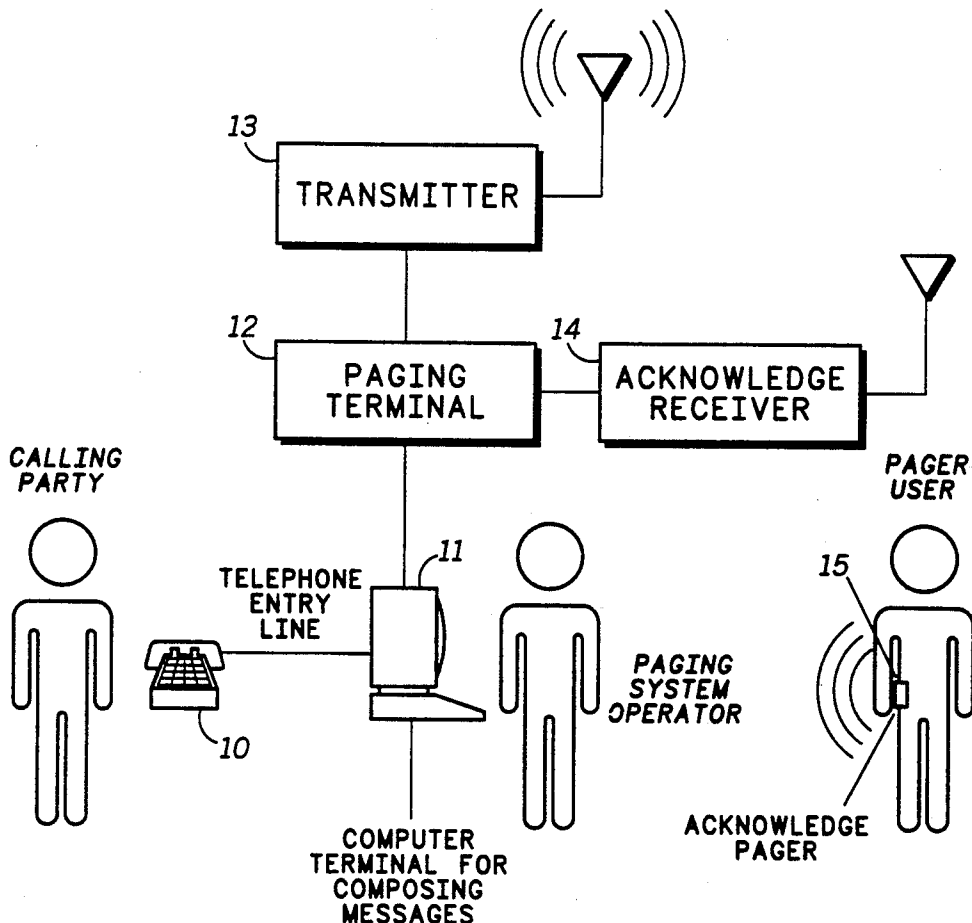 13
TRANSMITTER
12
PAGING
TERMINAL
14
ACKNOWLEDGE
RECEIVER
CALLING
PARTY
PAGER
USER
11
15
TELEPHONE
ENTRY
LINE
10
PAGING
SYSTEM
OPERATOR
ACKNOWLEDGE
PAGER
COMPUTER
TERMINAL FOR
COMPOSING
MESSAGES